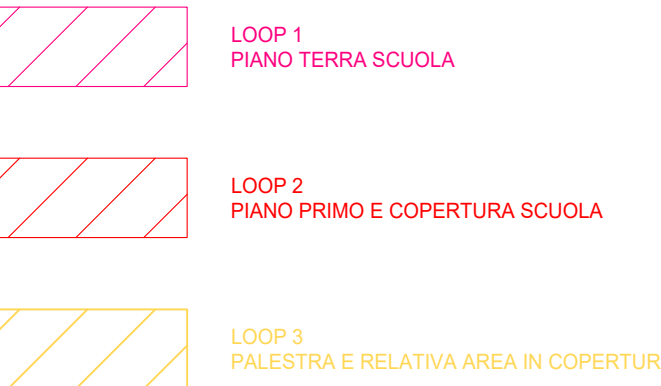 LOOP 1
PIANO TERRA SCUOLA
LOOP 2
PIANO PRIMO E COPERTURA SCUOLA
LOOP 3
PALESTRA E RELATIVA AREA IN COPERTUR